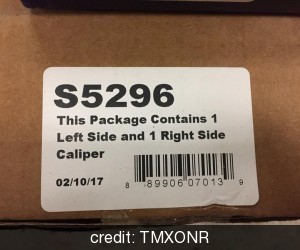 S5296
This Package Contains 1
Left Side and 1 Right Side
Caliper
02/10/17
8 89906 07013 9
credit: TMXONR